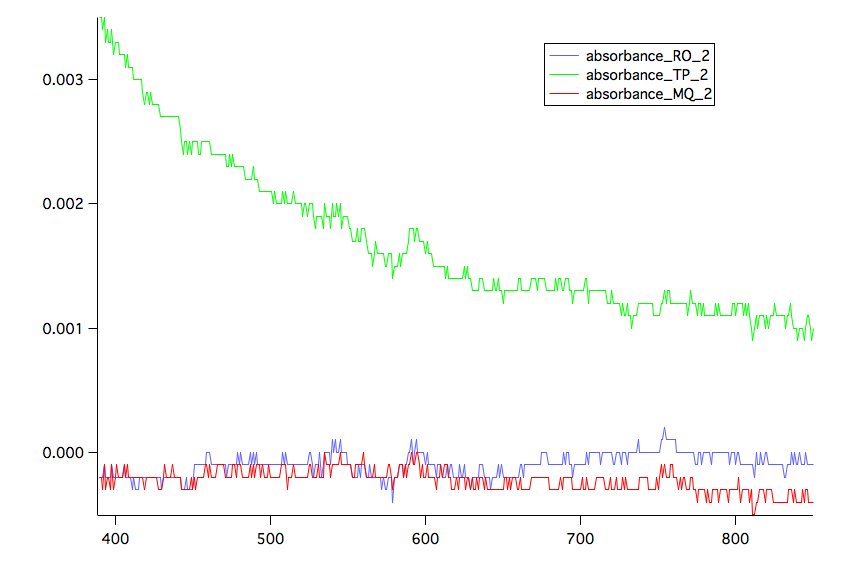 absorbance_RO_2
absorbance_TP_2
absorbance_MQ_2
0.003
0.002
0.001
0.000
400 500 600 700 800